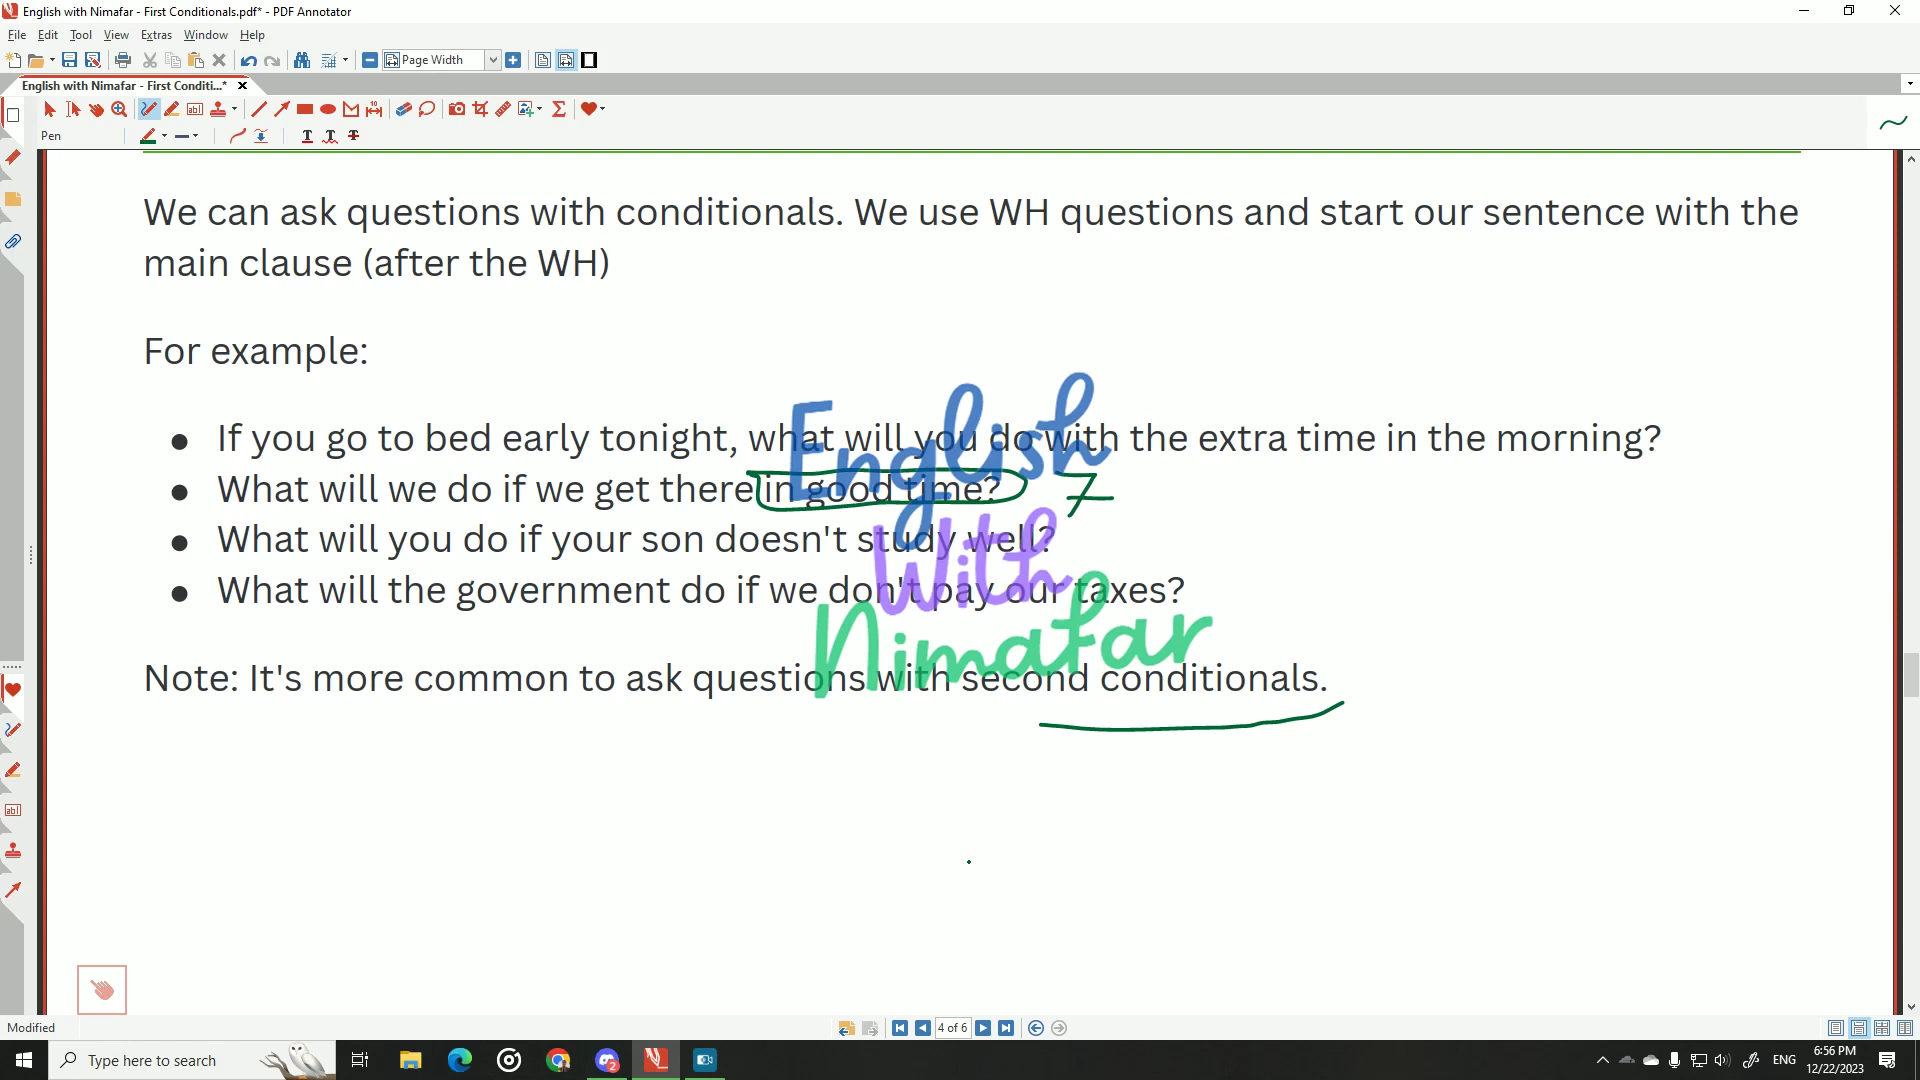 English with Nimafar - First Conditionals.pdf* - PDF Annotator
File Edit Tool View Extras Window Help
Page Width
English with Nimafar - First Conditi...*
Pen
We can ask questions with conditionals. We use WH questions and start our sentence with the
main clause (after the WH)
For example:
If you go to bed early tonight, what will you do with the extra time in the morning?
What will we do if we get there in good time? 7
What will you do if your son doesn't study well?
What will the government do if we don't pay our taxes?
Note: It's more common to ask questions with second conditionals.
English
With
Nimafar
Modified
4 of 6
Type here to search
2
ENG
6:56 PM
12/22/2023